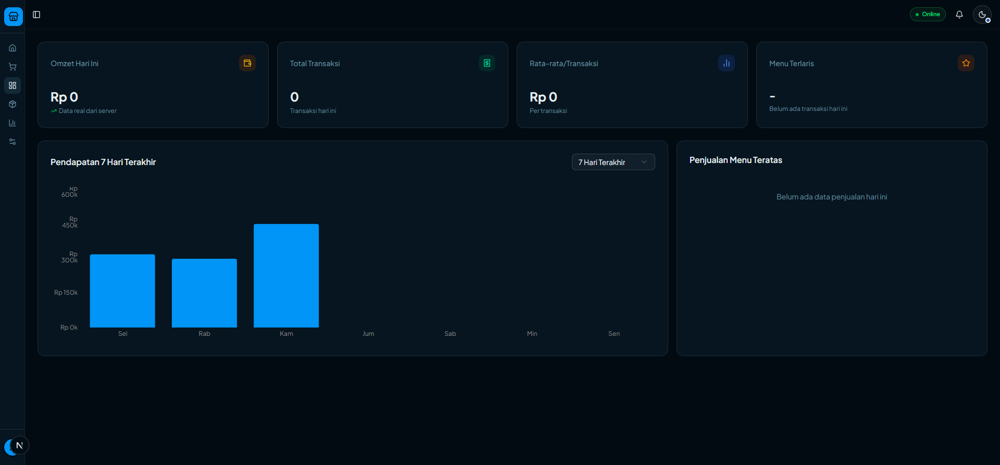 Online
Omzet Hari Ini
Rp 0
Data real dari server
Total Transaksi
0
Transaksi hari ini
Rata-rata/Transaksi
Rp 0
Per transaksi
Menu Terlaris
-
Belum ada transaksi hari ini
Pendapatan 7 Hari Terakhir
7 Hari Terakhir
Rp
600k
Rp
450k
Rp
300k
Rp 150k
Rp 0k
Sel
Rab
Kam
Jum
Sab
Min
Sen
Penjualan Menu Teratas
Belum ada data penjualan hari ini
N